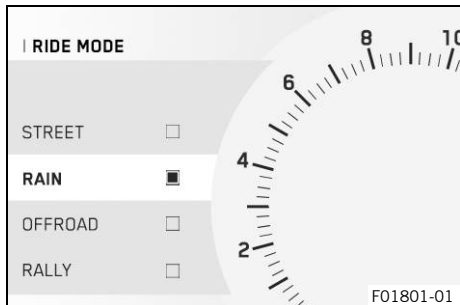 RIDE MODE
STREET
RAIN
OFFROAD
RALLY
10
8
6
4
2
F01801-01